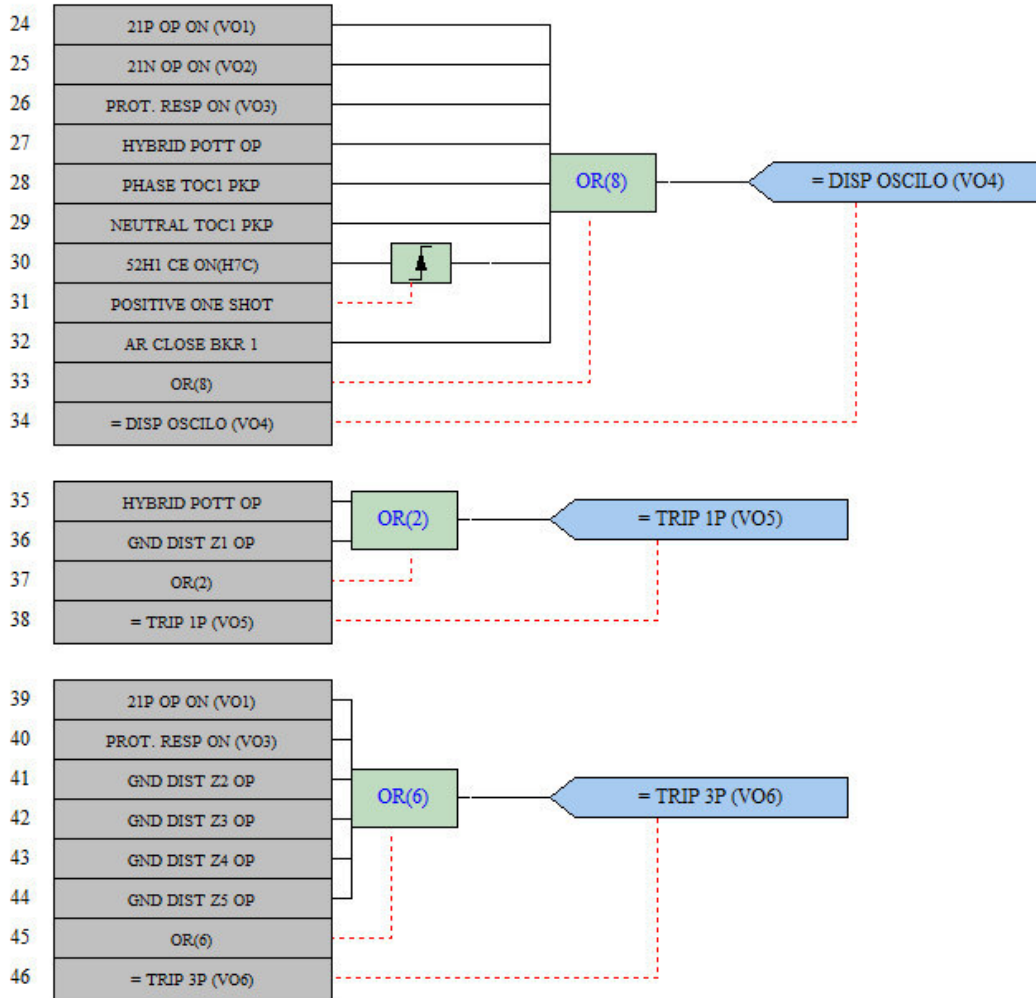 24 21P OP ON (VO1)
25 21N OP ON (VO2)
26 PROT. RESP ON (VO3)
27 HYBRID POTT OP
28 PHASE TOC1 PKP OR(8) = DISP OSCILO (VO4)
29 NEUTRAL TOC1 PKP
30 52H1 CE ON(H7C)
31 POSITIVE ONE SHOT
32 AR CLOSE BKR 1
33 OR(8)
34 = DISP OSCILO (VO4)
35 HYBRID POTT OP
OR(2) = TRIP 1P (VO5)
36 GND DIST Z1 OP
37 OR(2)
38 = TRIP 1P (VO5)
39 21P OP ON (VO1)
40 PROT. RESP ON (VO3)
41 GND DIST Z2 OP
OR(6) = TRIP 3P (VO6)
42 GND DIST Z3 OP
43 GND DIST Z4 OP
44 GND DIST Z5 OP
45 OR(6)
46 = TRIP 3P (VO6)